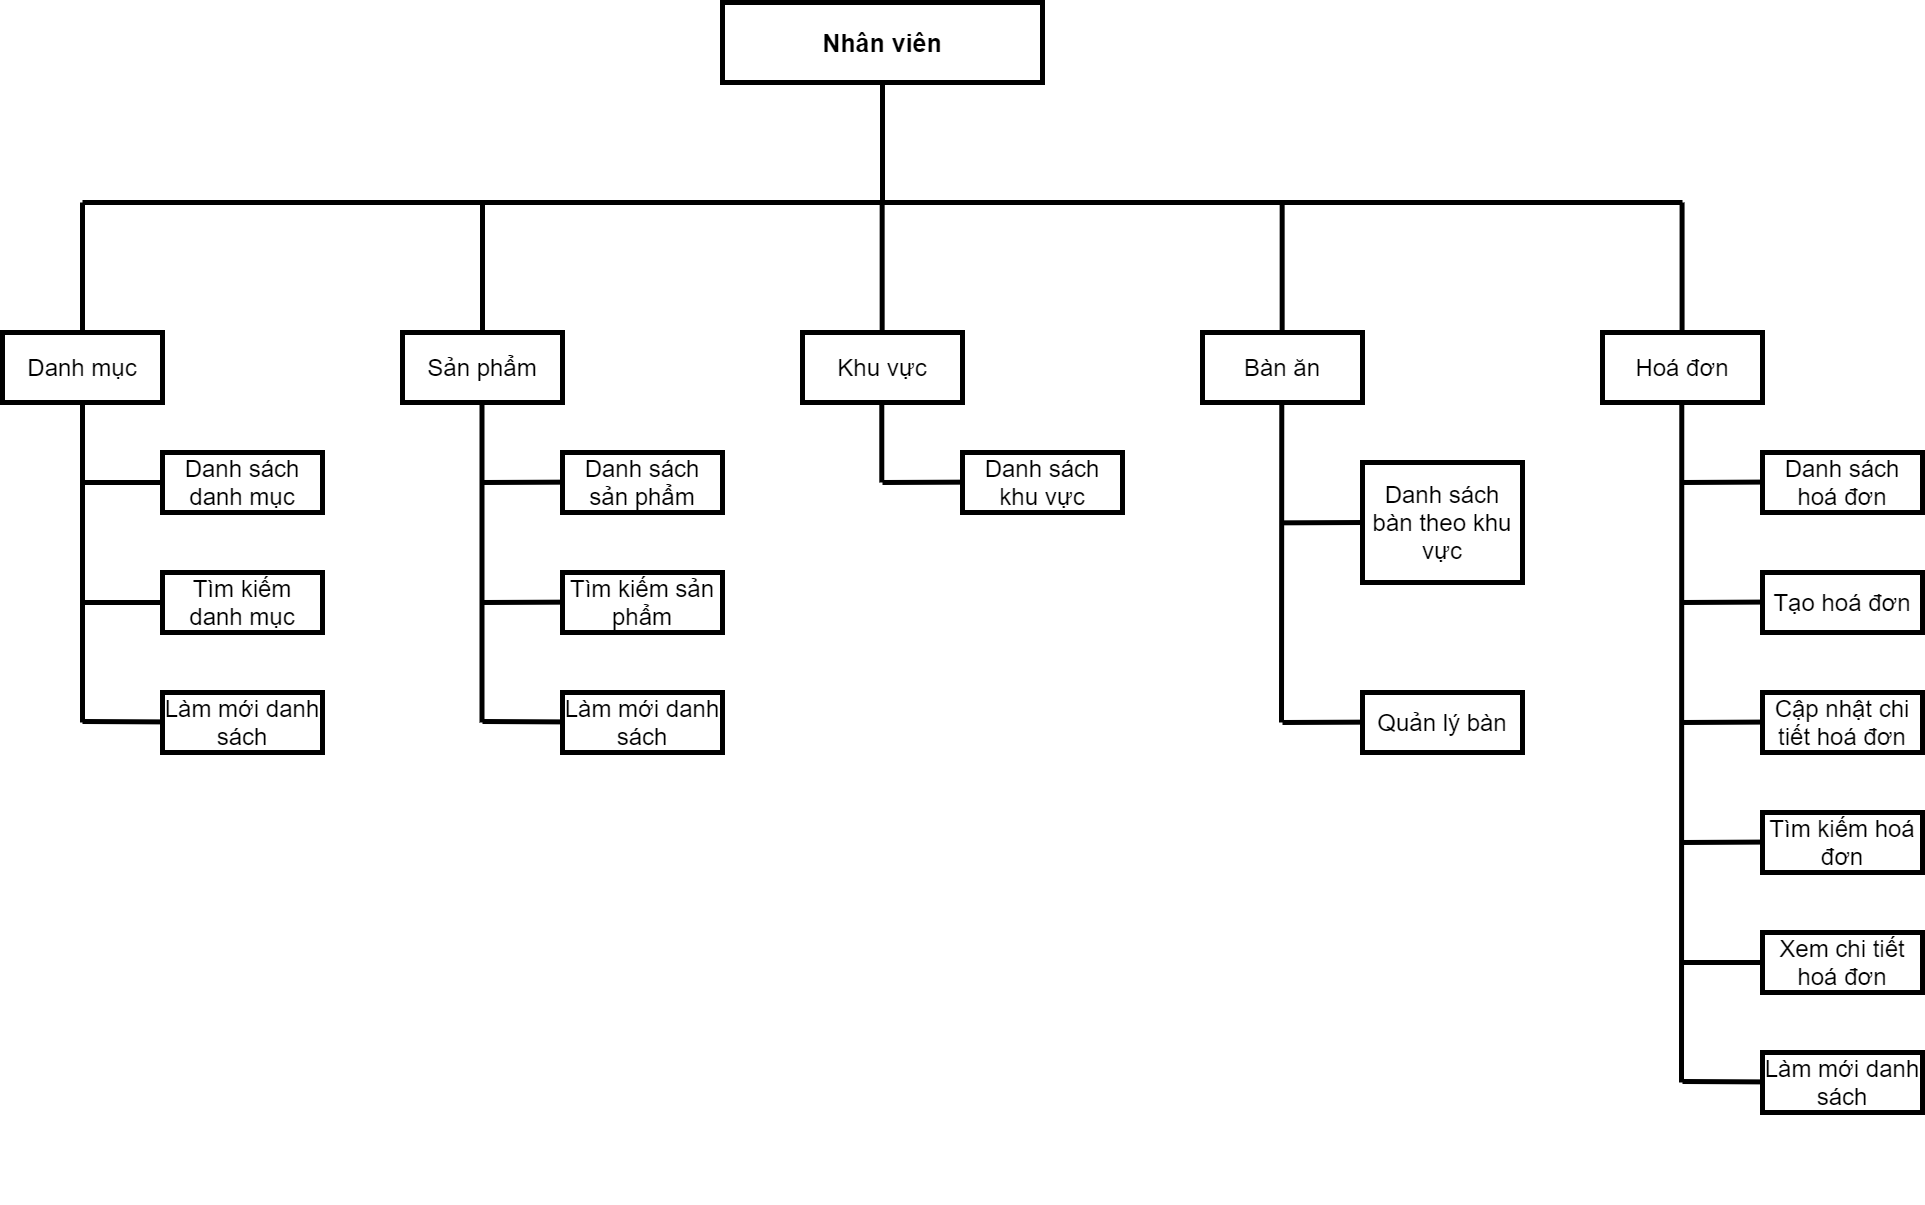 Nhân viên
Danh mục
Sản phẩm
Khu vực
Bàn ăn
Hoá đơn
Danh sách
danh mục
Tìm kiếm
danh mục
Làm mới danh
sách
Danh sách
sản phẩm
Tìm kiếm sản
phẩm
Làm mới danh
sách
Danh sách
khu vực
Danh sách
bàn theo khu
vực
Quản lý bàn
Danh sách
hoá đơn
Tạo hoá đơn
Cập nhật chi
tiết hoá đơn
Tìm kiếm hoá
đơn
Xem chi tiết
hoá đơn
Làm mới danh
sách